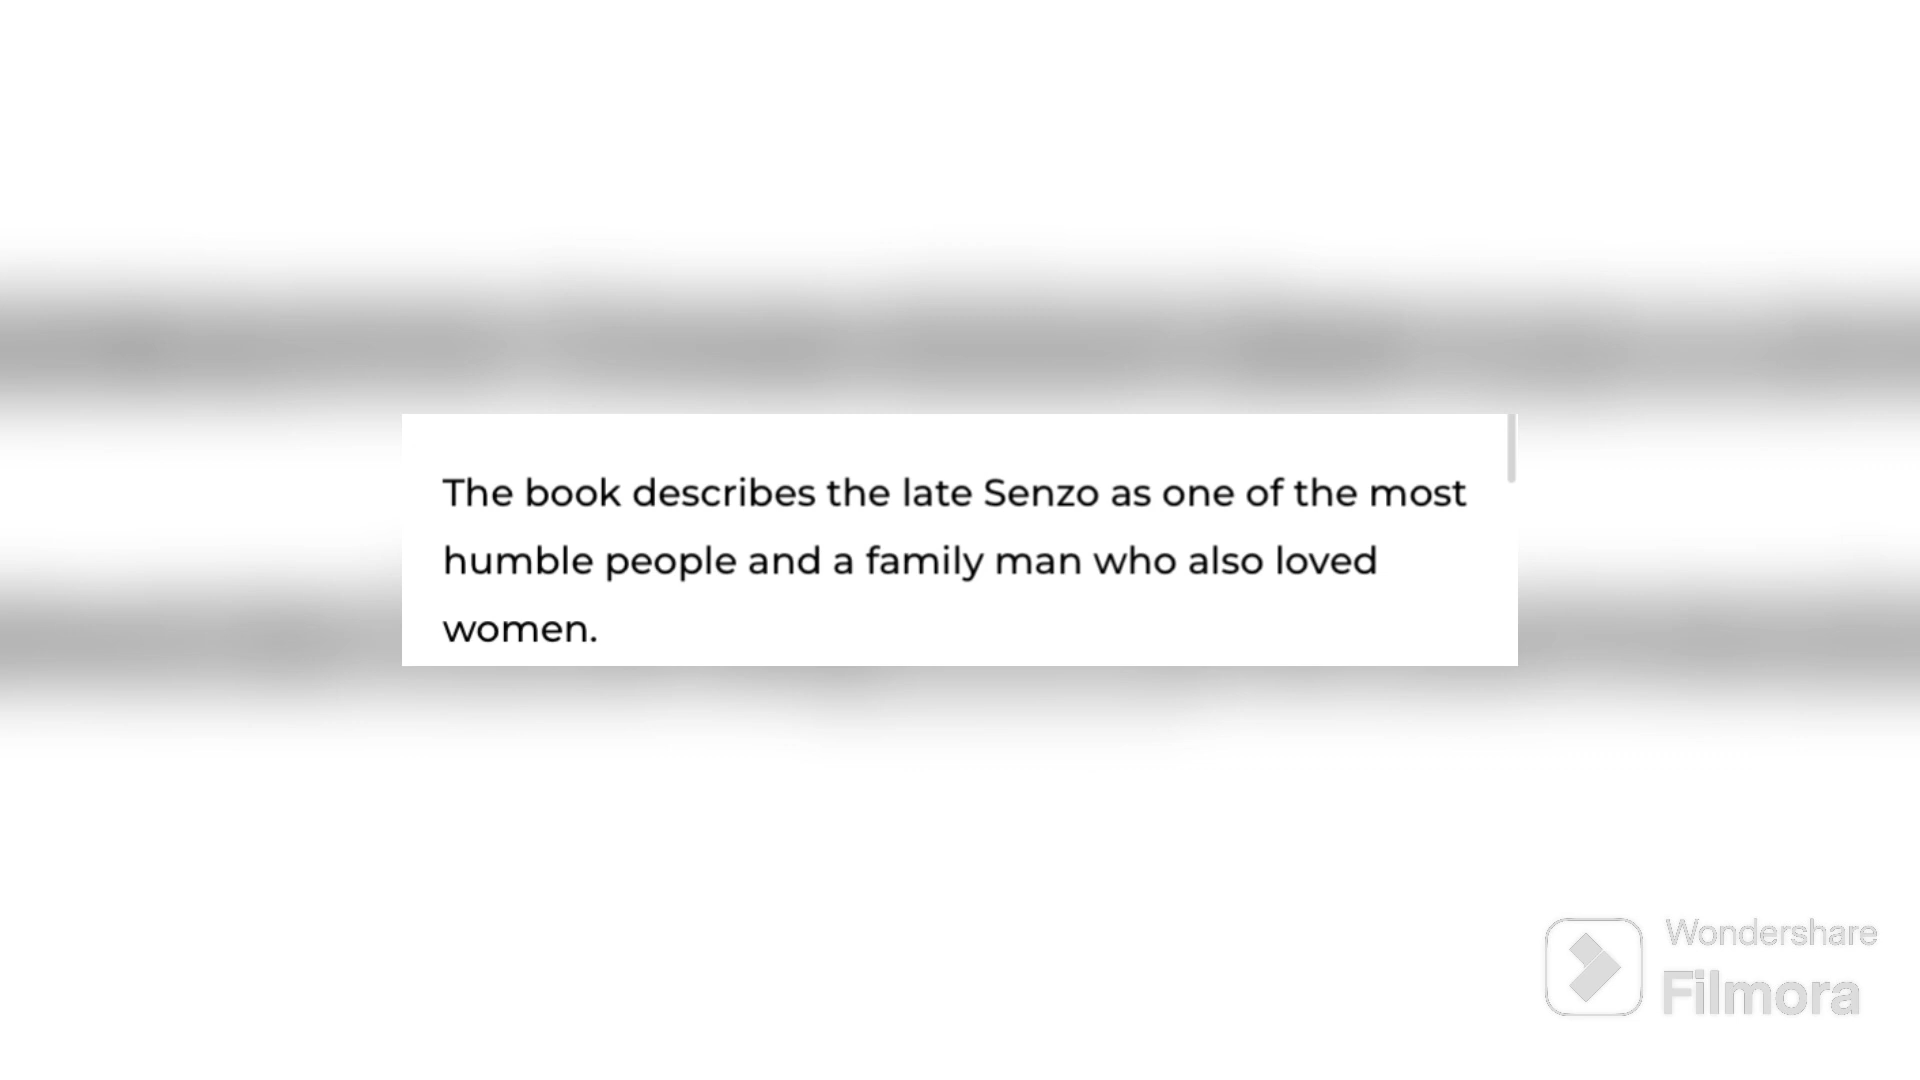 The book describes the late Senzo as one of the most
humble people and a family man who also loved
women.
Wondershare
Filmora